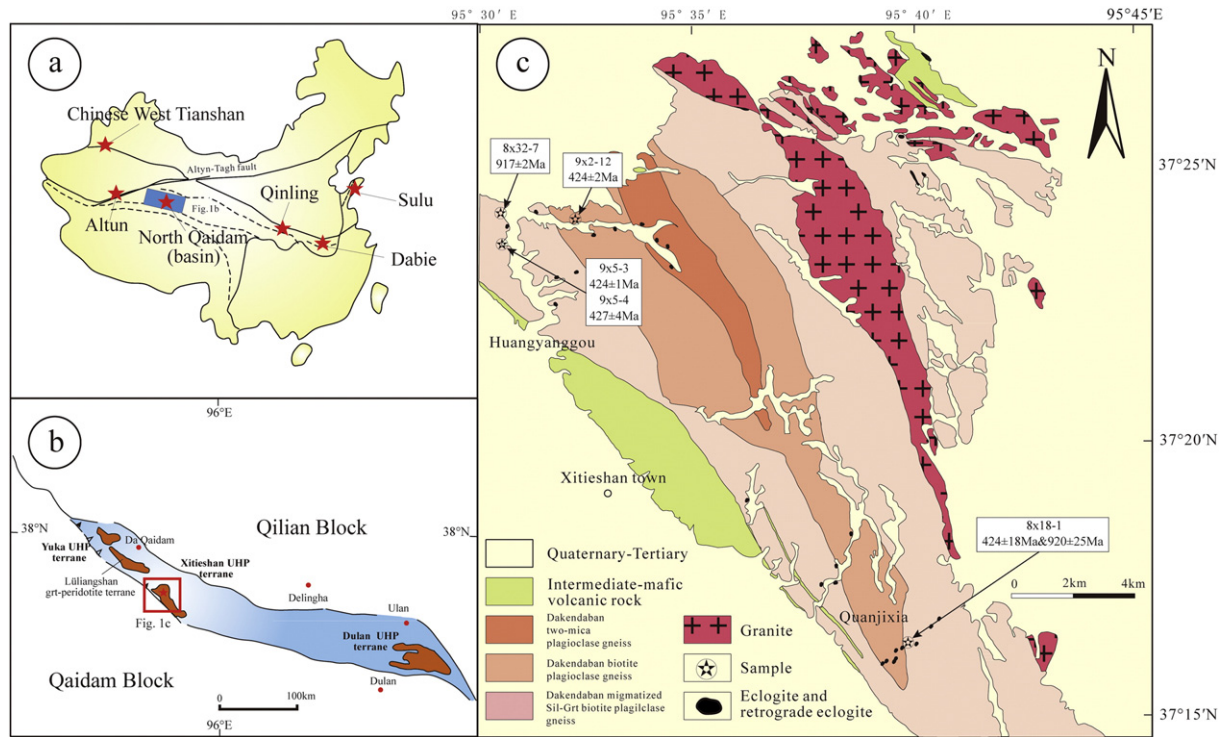 a
Chinese West Tianshan
Altyn-Tagh fault
Fig.1b
Qinling
Altun
North Qaidam
(basin)
Sulu
Dabie
b
96°E
38°N
Qilian Block
Yuka UHP
terrane
Da Qaidam
Xitieshan UHP
terrane
Lüliangshan
grt-peridotite terrane
Fig. 1c
Delingha
Ulan
38°N
Dulan UHP
terrane
Dulan
Qaidam Block
0
100km
96°E
c
95°30′ E
95°35′ E
95°40′ E
95°45′E
N
8x32-7
917±2Ma
9x2-12
424±2Ma
9x5-3
424±1Ma
9x5-4
427±4Ma
37°25′N
Huangyanggou
37°20′N
Xitieshan town
8x18-1
424±18Ma&920±25Ma
0
2km
4km
Quanjixia
37°15′N
Quaternary-Tertiary
Intermediate-mafic
volcanic rock
Dakendaban
two-mica
plagioclase gneiss
Dakendaban biotite
plagioclase gneiss
Dakendaban migmatized
Sil-Grt biotite plagilclase
gneiss
Granite
Sample
Eclogite and
retrograde eclogite